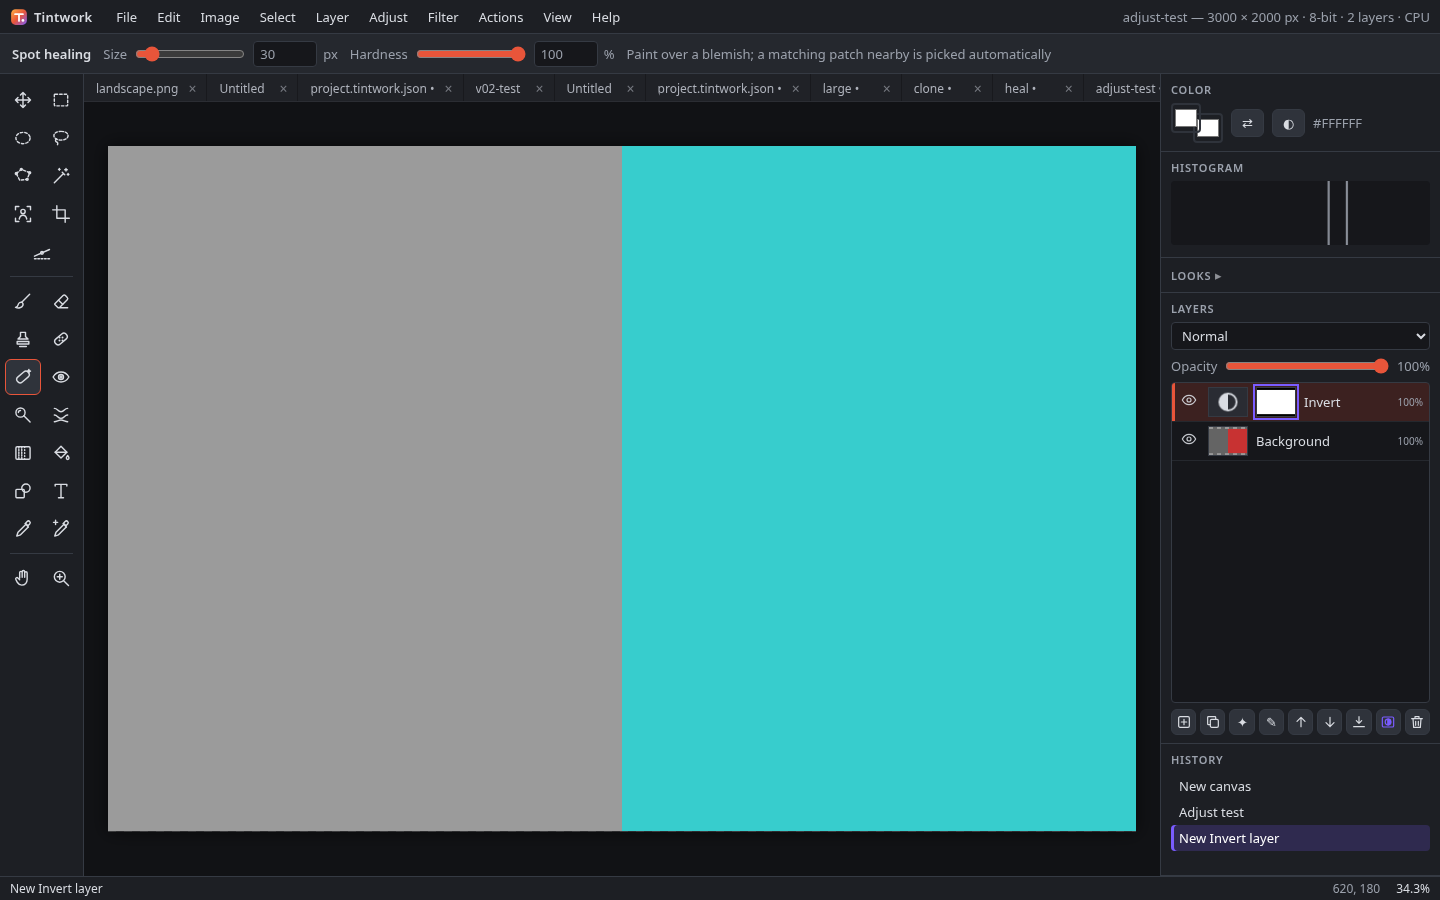 Tintwork File Edit Image Select Layer Adjust Filter Actions View Help adjust-test — 3000 × 2000 px · 8-bit · 2 layers · CPU
Spot healing Size 30 px Hardness 100 % Paint over a blemish; a matching patch nearby is picked automatically
landscape.png × Untitled × project.tintwork.json • × v02-test × Untitled × project.tintwork.json • × large • × clone • × heal • × adjust-test
COLOR
#FFFFFF
HISTOGRAM
LOOKS ▸
LAYERS
Normal
Opacity 100%
Invert 100%
Background 100%
HISTORY
New canvas
Adjust test
New Invert layer
New Invert layer 620, 180 34.3%